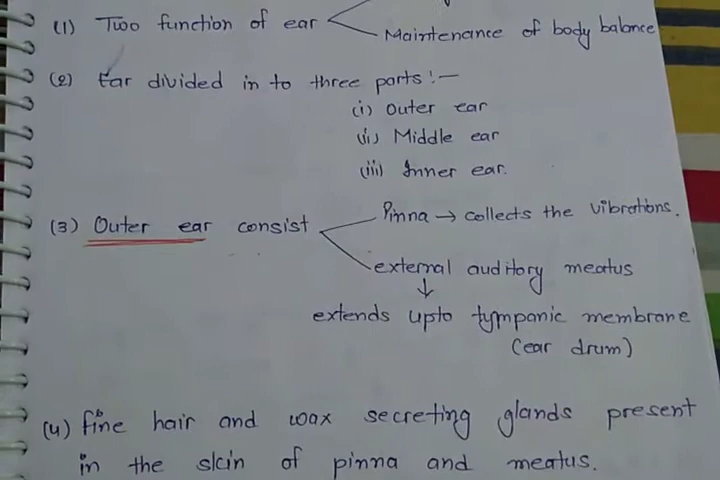 (1) Two function of ear
Maintenance of body balance
(2) Ear divided in to three parts :-
(i) Outer ear
(ii) Middle ear
(iii) Inner ear.
(3) Outer ear consist
Pinna → collects the vibrations.
external auditory meatus
↓
extends upto tympanic membrane
(ear drum)
(4) fine hair and wax secreting glands present
in the skin of pinna and meatus.